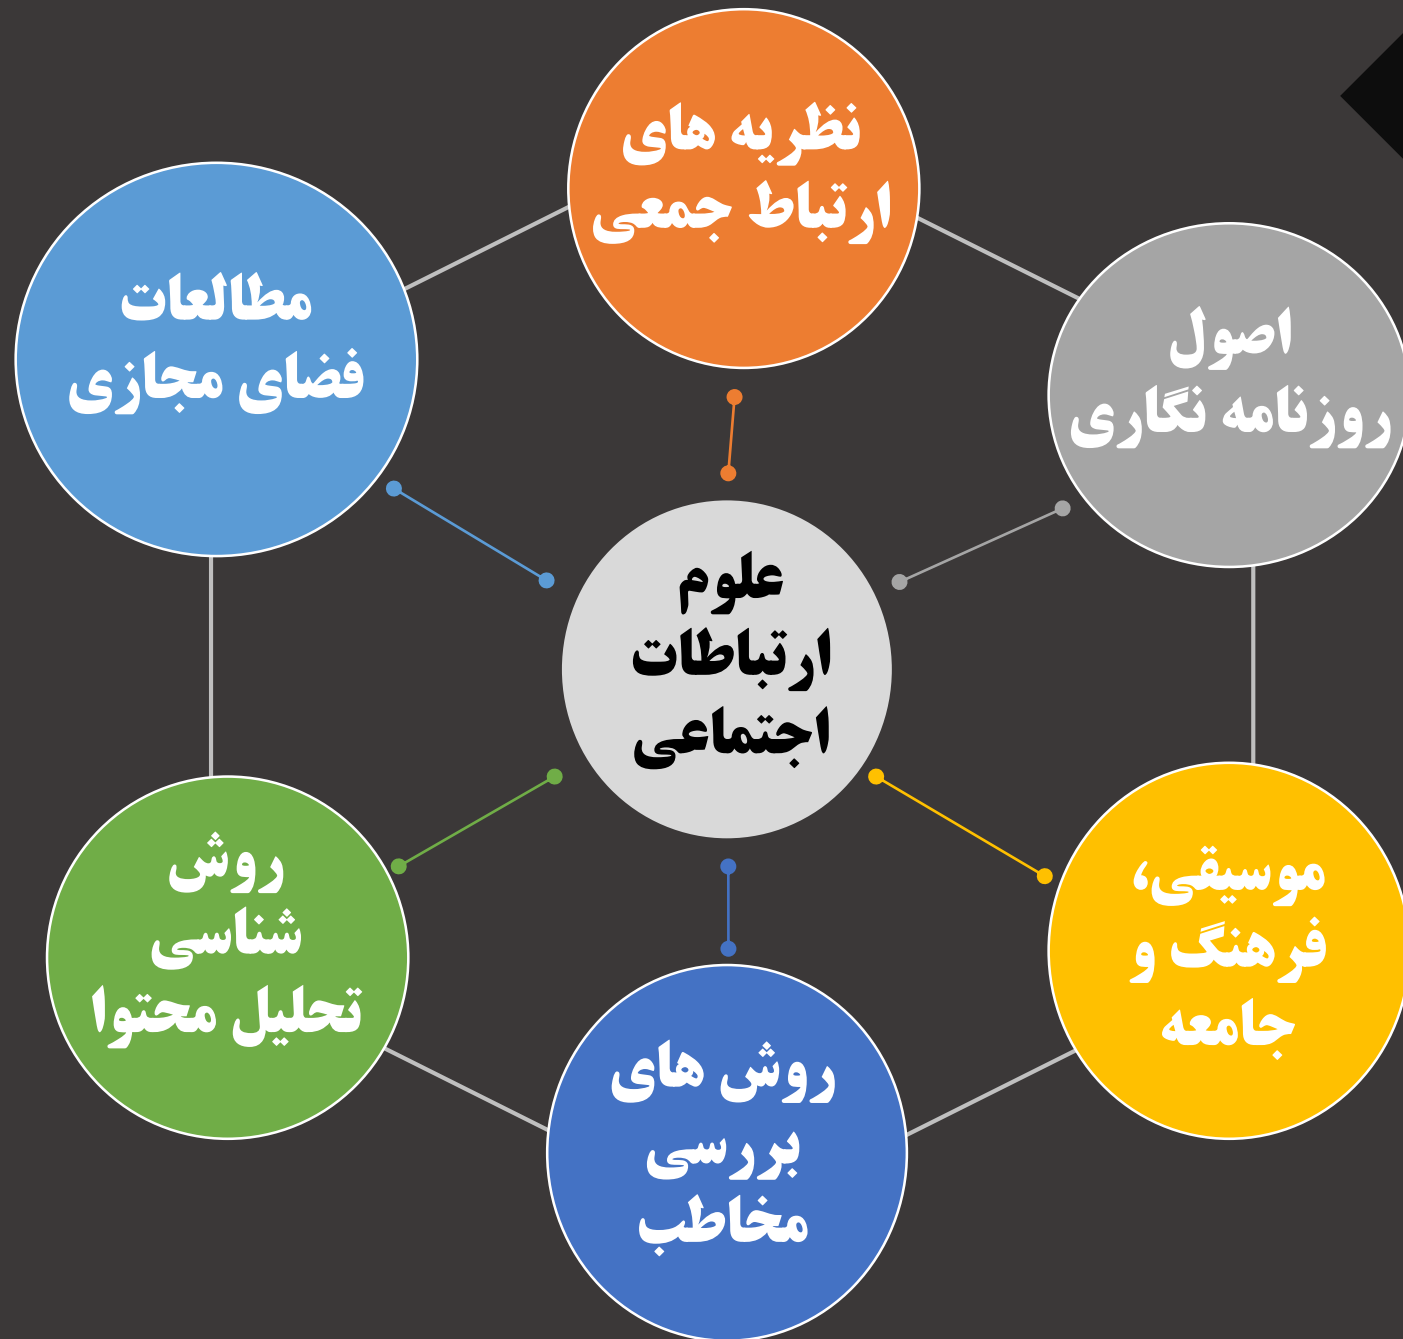 نظریه های
ارتباط جمعی
اصول
روزنامه نگاری
موسیقی،
فرهنگ و
جامعه
روش های
بررسی
مخاطب
روش
شناسی
تحلیل محتوا
مطالعات
فضای مجازی
علوم
ارتباطات
اجتماعی